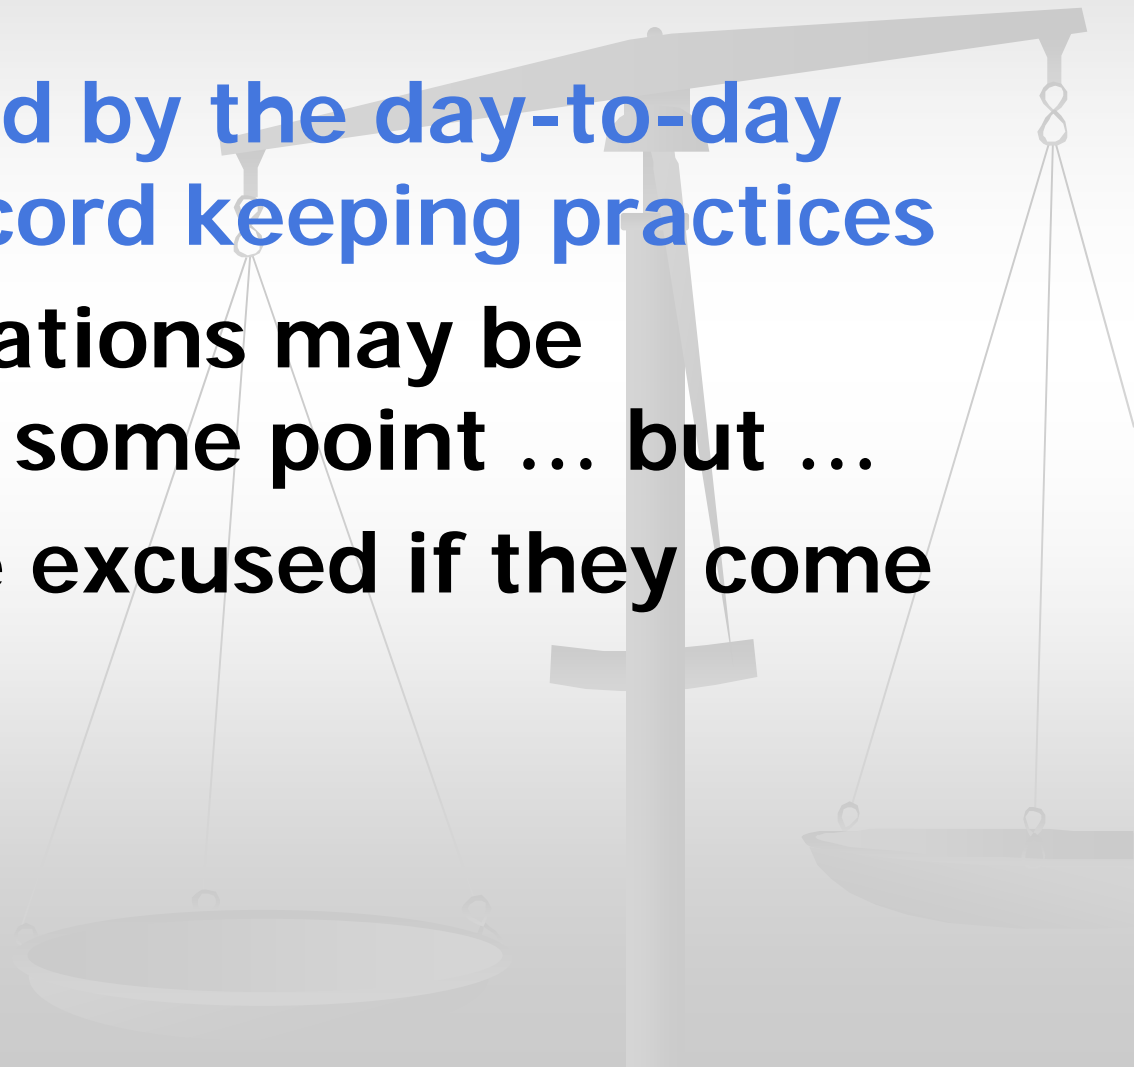 d by the day-to-day
cord keeping practices
ations may be
some point … but …
e excused if they come